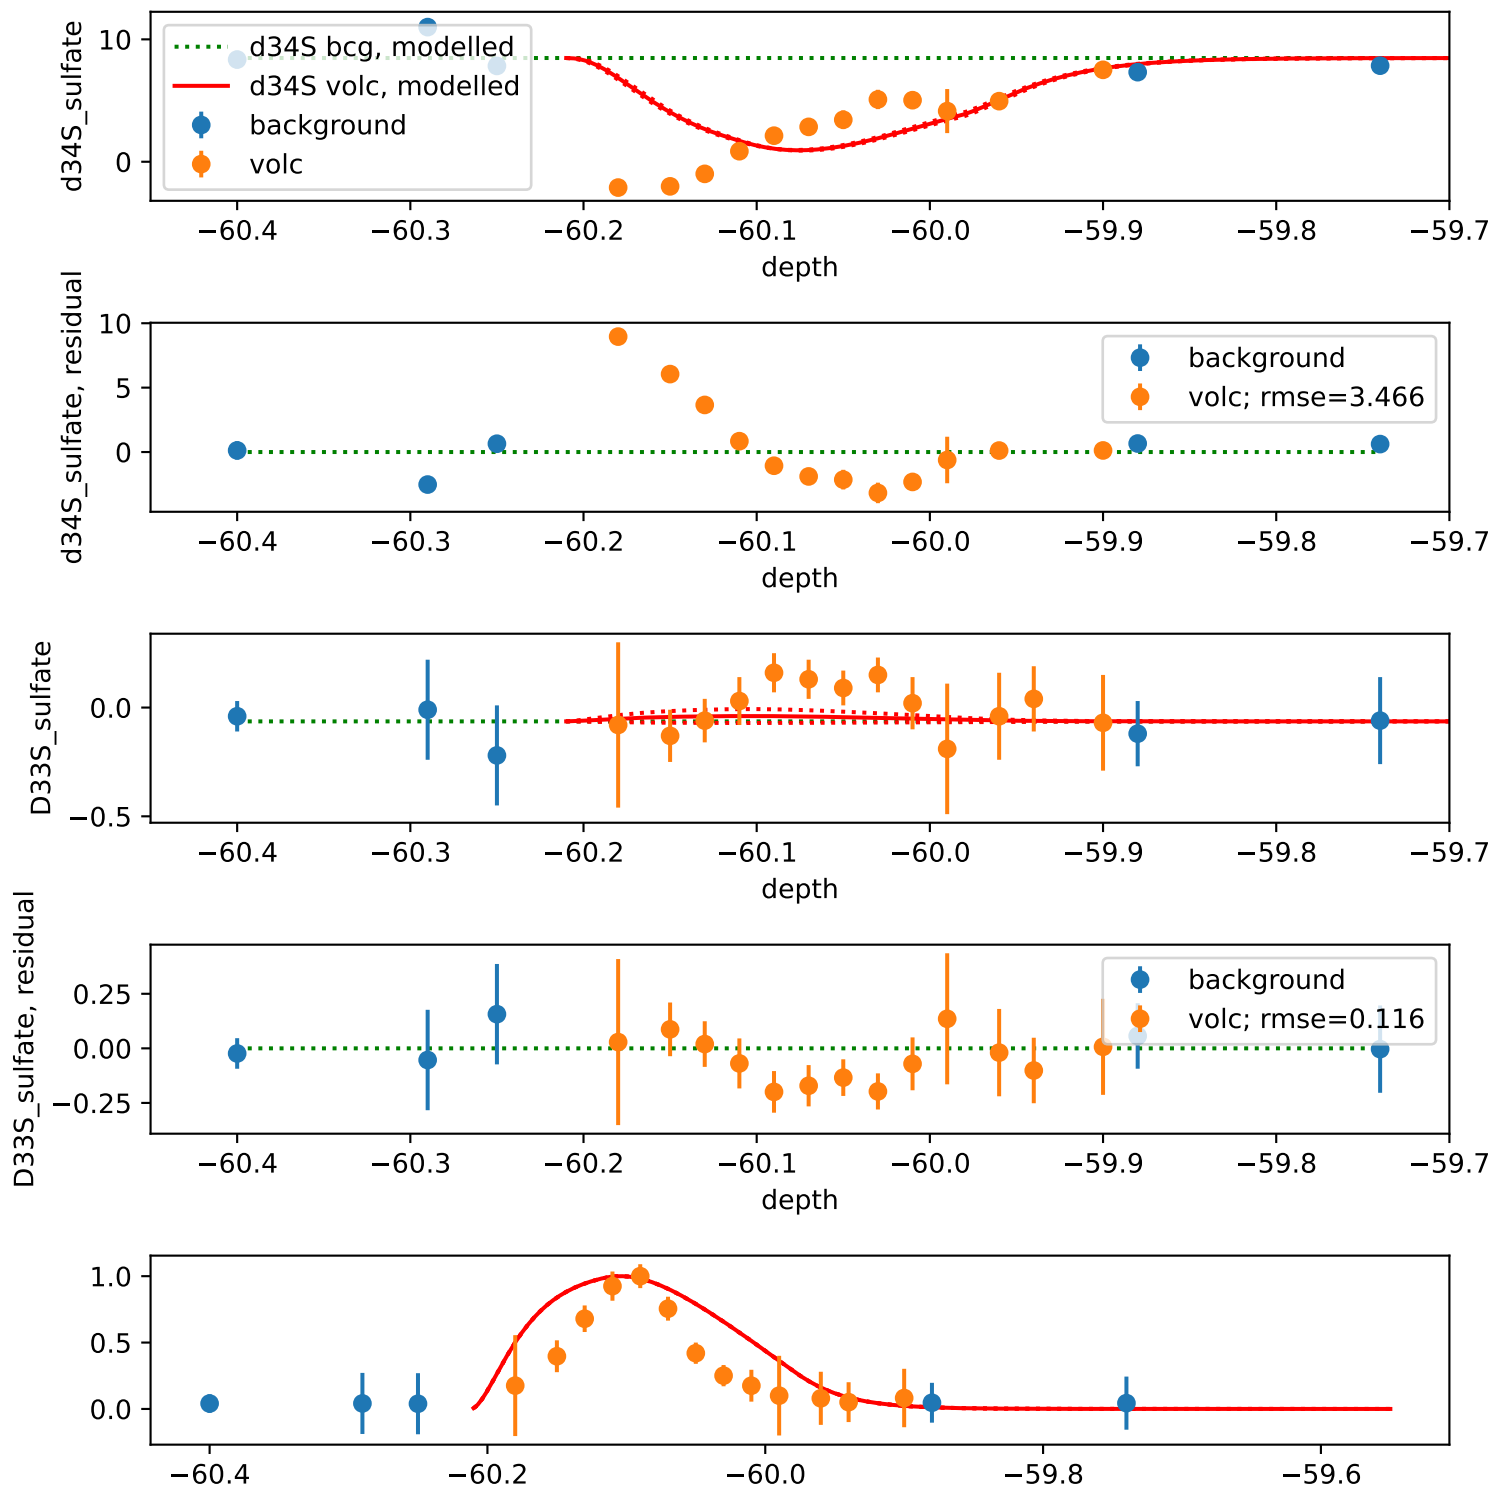 d34S_sulfate
10
0
d34S bcg, modelled
d34S volc, modelled
background
volc
−60.4 −60.3 −60.2 −60.1 −60.0 −59.9 −59.8 −59.7
depth
d34S_sulfate, residual
10
5
0
background
volc; rmse=3.466
−60.4 −60.3 −60.2 −60.1 −60.0 −59.9 −59.8 −59.7
depth
D33S_sulfate
0.0
−0.5
−60.4 −60.3 −60.2 −60.1 −60.0 −59.9 −59.8 −59.7
depth
D33S_sulfate, residual
0.25
0.00
−0.25
background
volc; rmse=0.116
−60.4 −60.3 −60.2 −60.1 −60.0 −59.9 −59.8 −59.7
depth
1.0
0.5
0.0
−60.4 −60.2 −60.0 −59.8 −59.6